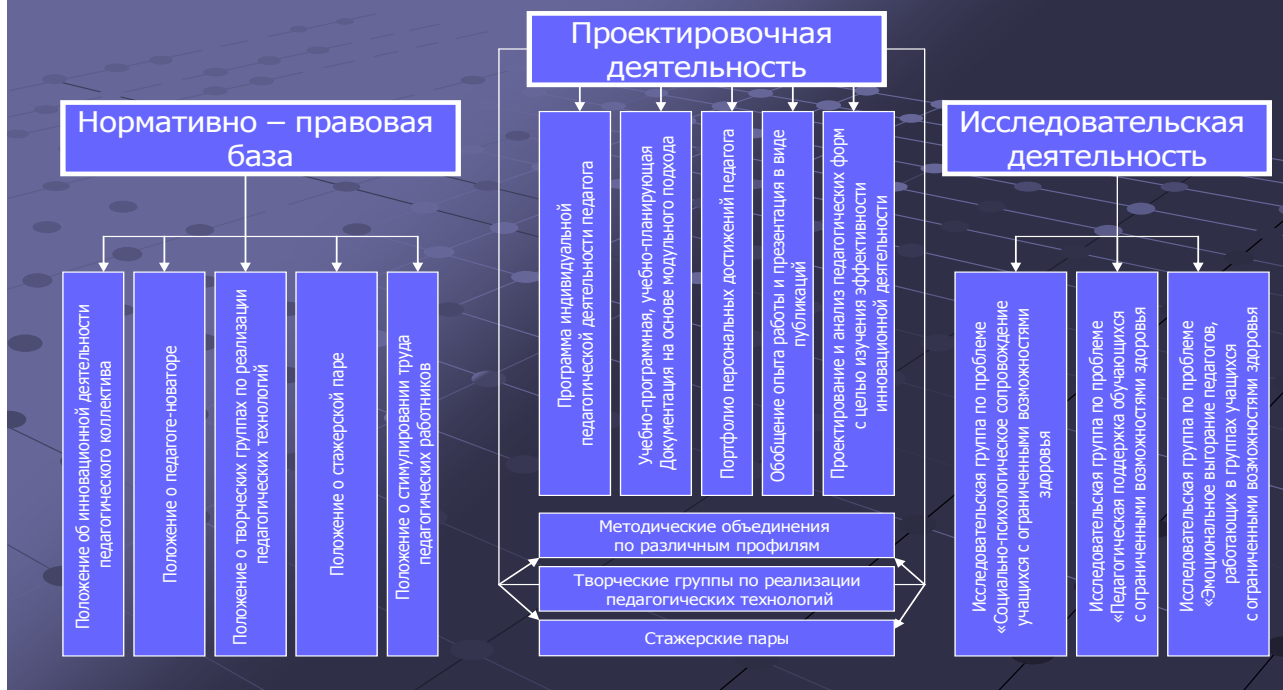 Проектировочная
деятельность
Нормативно – правовая
база
Исследовательская
деятельность
Положение об инновационной деятельности
педагогического коллектива
Положение о педагоге-новаторе
Положение о творческих группах по реализации
педагогических технологий
Положение о стажерской паре
Положение о стимулировании труда
педагогических работников
Программа индивидуальной
педагогической деятельности педагога
Учебно-программная, учебно-планирующая
Документация на основе модульного подхода
Портфолио персональных достижений педагога
Обобщение опыта работы и презентация в виде
публикаций
Проектирование и анализ педагогических форм
с целью изучения эффективности
инновационной деятельности
Методические объединения
по различным профилям
Творческие группы по реализации
педагогических технологий
Стажерские пары
Исследовательская группа по проблеме
«Социально-психологическое сопровождение
учащихся с ограниченными возможностями
здоровья
Исследовательская группа по проблеме
«Педагогическая поддержка обучающихся
с ограниченными возможностями здоровья
Исследовательская группа по проблеме
«Эмоциональное выгорание педагогов,
работающих в группах учащихся
с ограниченными возможностями здоровья